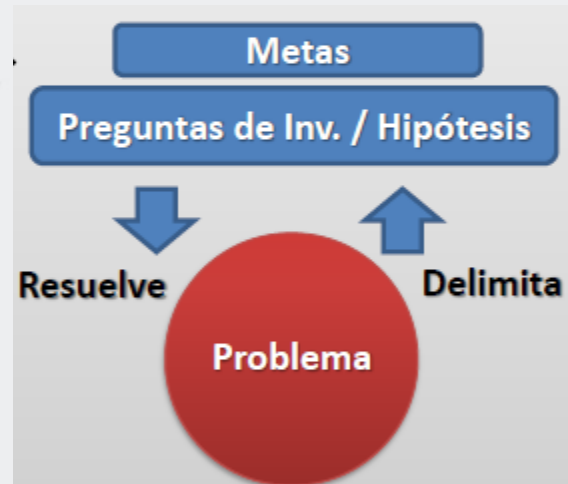 Metas
Preguntas de Inv. / Hipótesis
Resuelve
Delimita
Problema